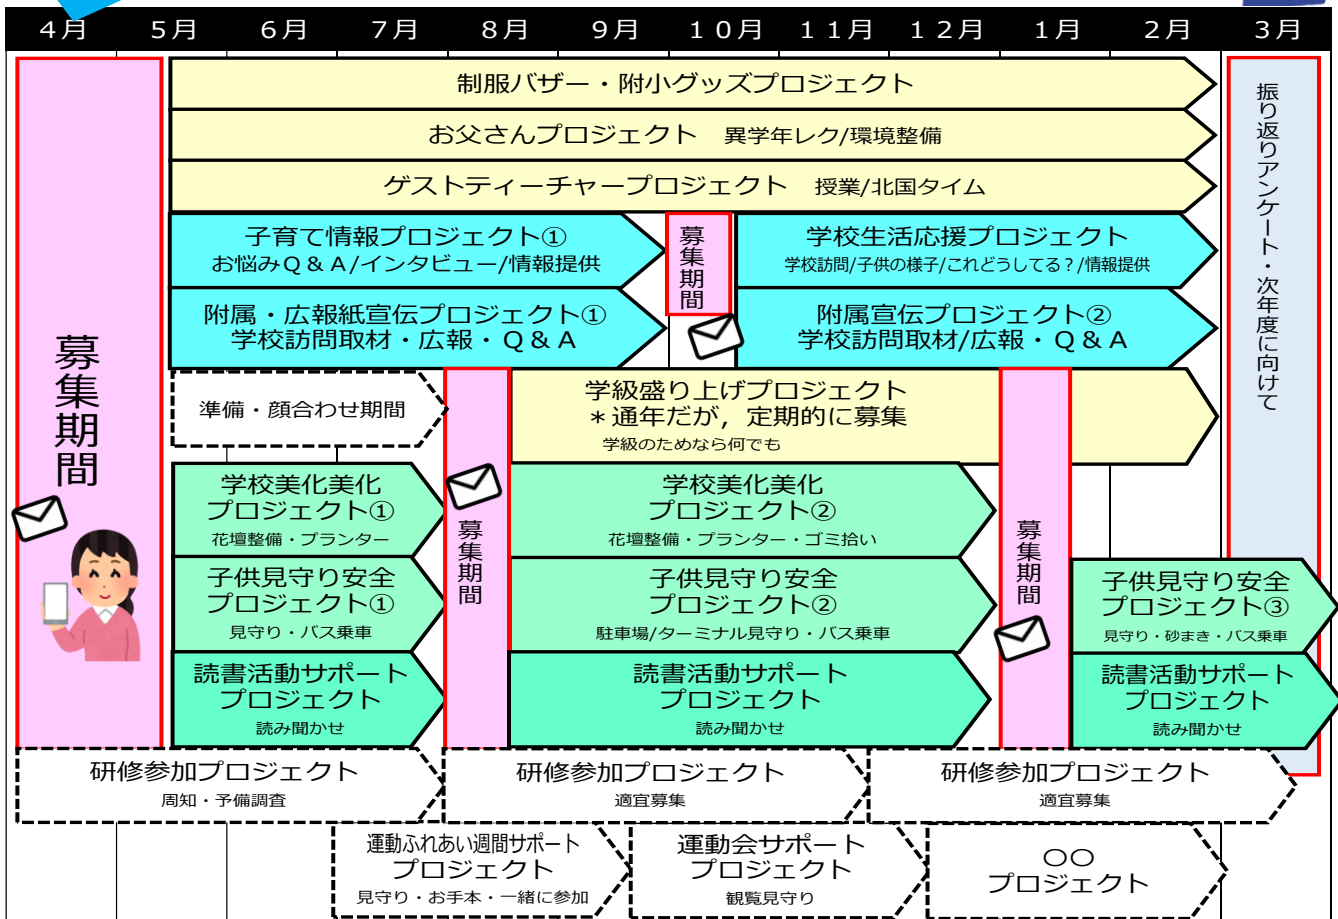 4月 5月 6月 7月 8月 9月 10月 11月 12月 1月 2月 3月
募集期間
制服バザー・附小グッズプロジェクト
お父さんプロジェクト 異学年レク/環境整備
ゲストティーチャープロジェクト 授業/北国タイム
子育て情報プロジェクト①
お悩みQ&A/インタビュー/情報提供
募集期間
学校生活応援プロジェクト
学校訪問/子供の様子/これどうしてる?/情報提供
附属・広報紙宣伝プロジェクト①
学校訪問取材・広報・Q&A
附属宣伝プロジェクト②
学校訪問取材/広報・Q&A
準備・顔合わせ期間
募集期間
学級盛り上げプロジェクト
*通年だが,定期的に募集
学級のためなら何でも
募集期間
学校美化美化
プロジェクト①
花壇整備・プランター
学校美化美化
プロジェクト②
花壇整備・プランター・ゴミ拾い
子供見守り安全
プロジェクト①
見守り・バス乗車
子供見守り安全
プロジェクト②
駐車場/ターミナル見守り・バス乗車
子供見守り安全
プロジェクト③
見守り・砂まき・バス乗車
読書活動サポート
プロジェクト
読み聞かせ
読書活動サポート
プロジェクト
読み聞かせ
読書活動サポート
プロジェクト
読み聞かせ
振り返りアンケート・次年度に向けて
研修参加プロジェクト
周知・予備調査
研修参加プロジェクト
適宜募集
研修参加プロジェクト
適宜募集
運動ふれあい週間サポート
プロジェクト
見守り・お手本・一緒に参加
運動会サポート
プロジェクト
観覧見守り
〇〇
プロジェクト